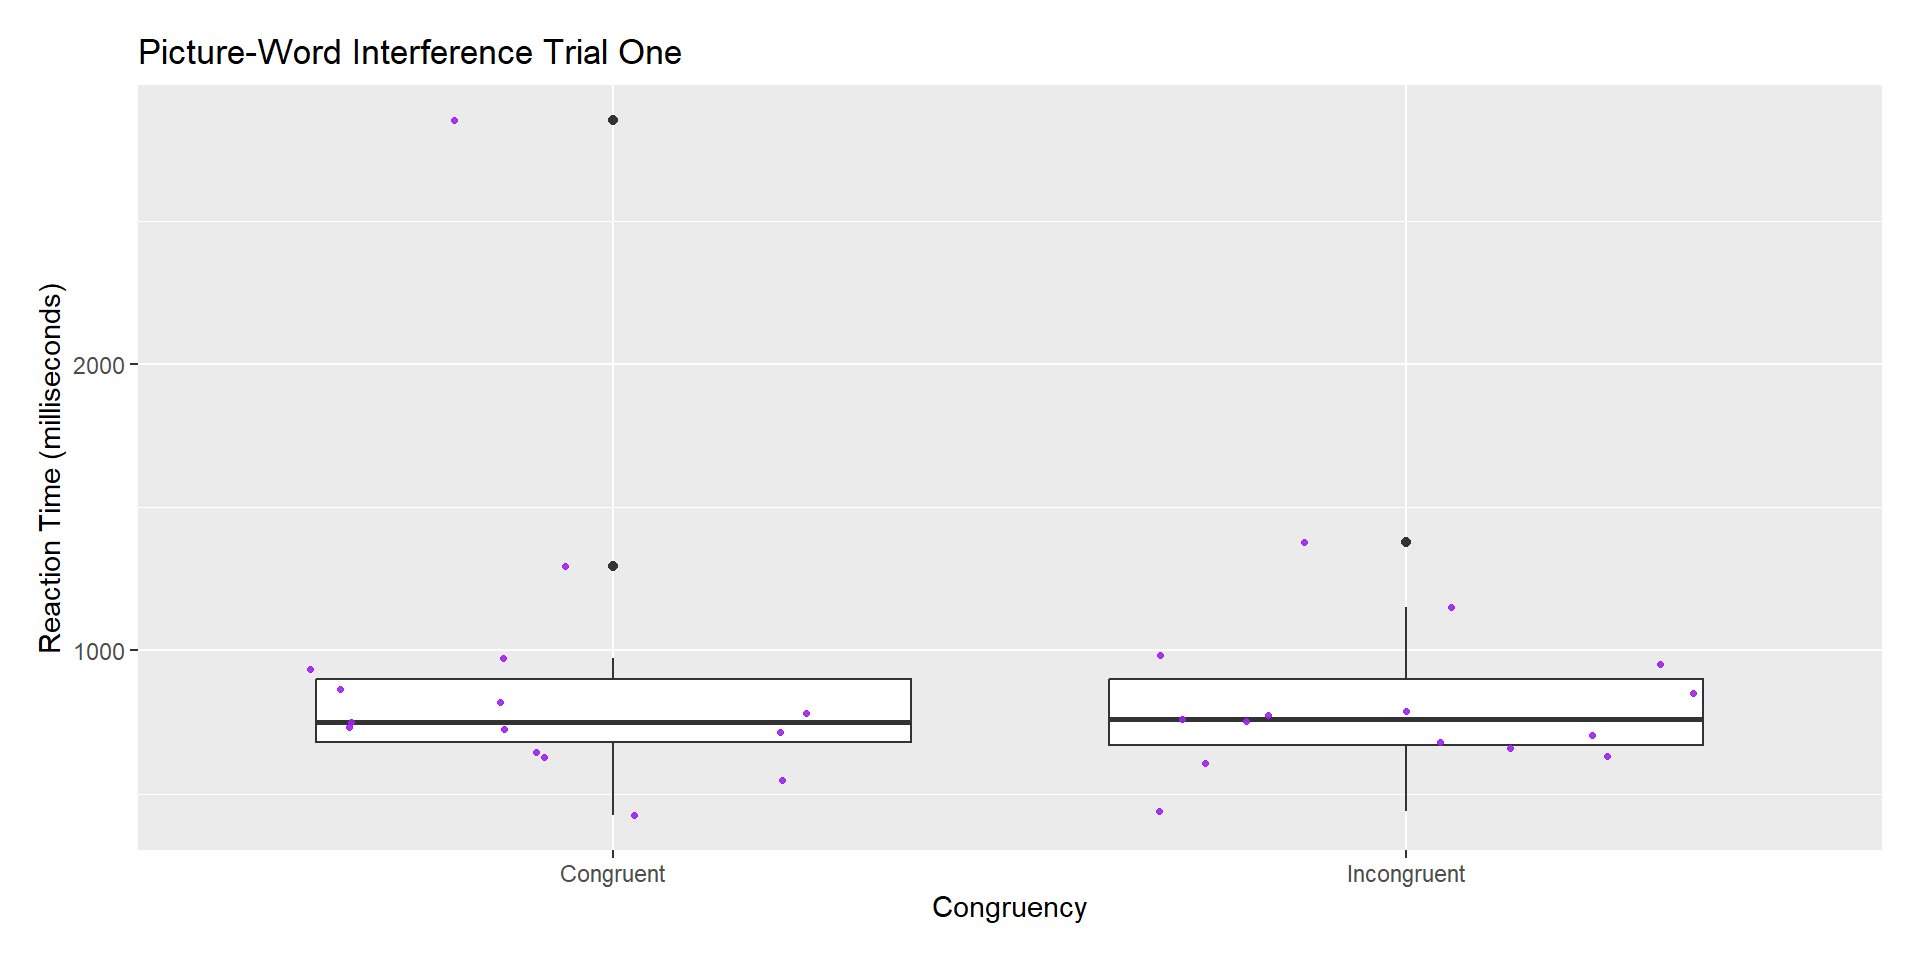 Picture-Word Interference Trial One
Reaction Time (milliseconds)
2000
1000
Congruent
Incongruent
Congruency